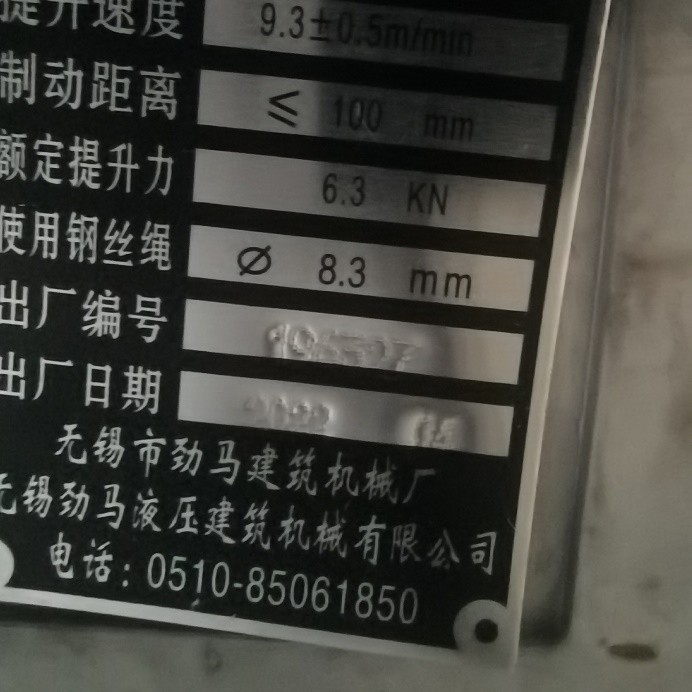 提升速度 9.3±0.5m/min
制动距离 ≤ 100 mm
额定提升力 6.3 KN
使用钢丝绳 Ø 8.3 mm
出厂编号
出厂日期
无锡市劲马建筑机械厂
无锡劲马液压建筑机械有限公司
电话：0510-85061850